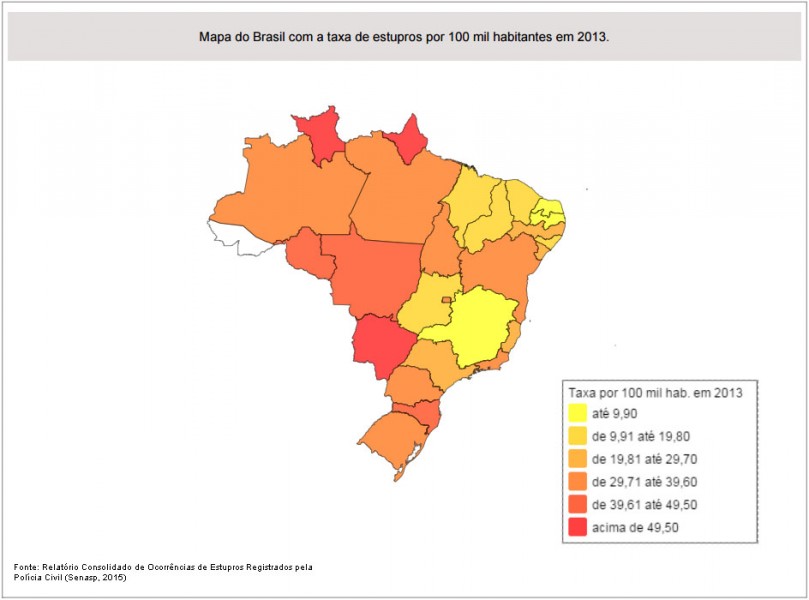 Mapa do Brasil com a taxa de estupros por 100 mil habitantes em 2013.
Taxa por 100 mil hab. em 2013
até 9,90
de 9,91 até 19,80
de 19,81 até 29,70
de 29,71 até 39,60
de 39,61 até 49,50
acima de 49,50
Fonte: Relatório Consolidado de Ocorrências de Estupros Registrados pela
Polícia Civil (Senasp, 2015)